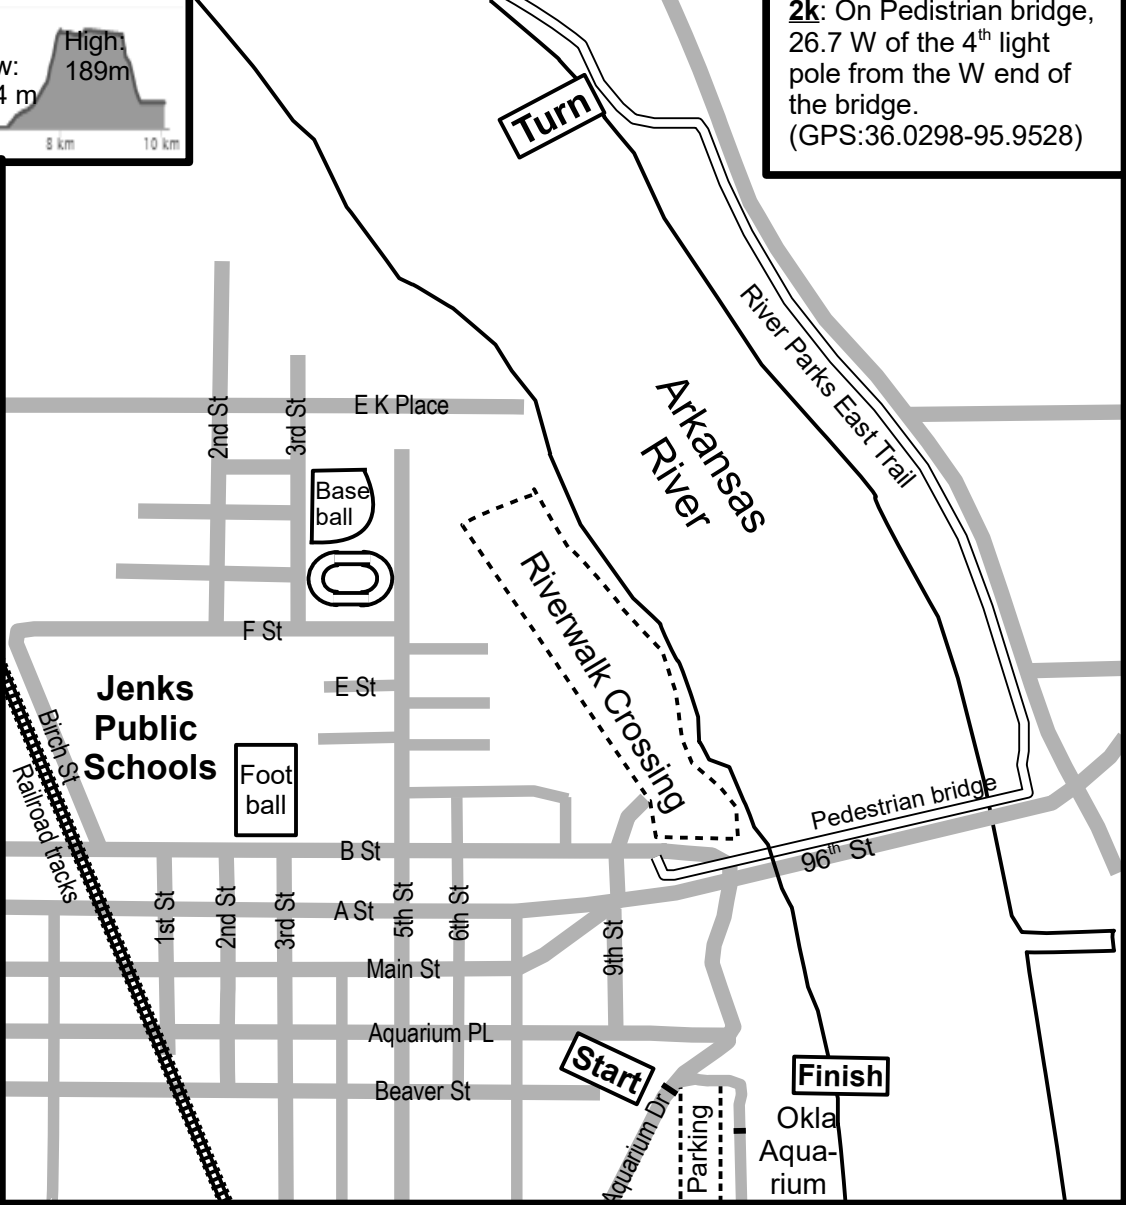 High:
189m
w:
4 m
8 km
10 km
2k: On Pedistrian bridge,
26.7 W of the 4th light
pole from the W end of
the bridge.
(GPS:36.0298-95.9528)
Turn
River Parks East Trail
Arkansas
River
2nd St
3rd St
E K Place
Base
ball
Riverwalk Crossing
F St
E St
Jenks
Public
Schools
Birch St
Railroad tracks
Foot
ball
Pedestrian bridge
96th St
B St
A St
1st St
2nd St
3rd St
5th St
6th St
9th St
Main St
Aquarium PL
Beaver St
Start
Finish
Aquarium Dr
Parking
Okla
Aqua-
rium